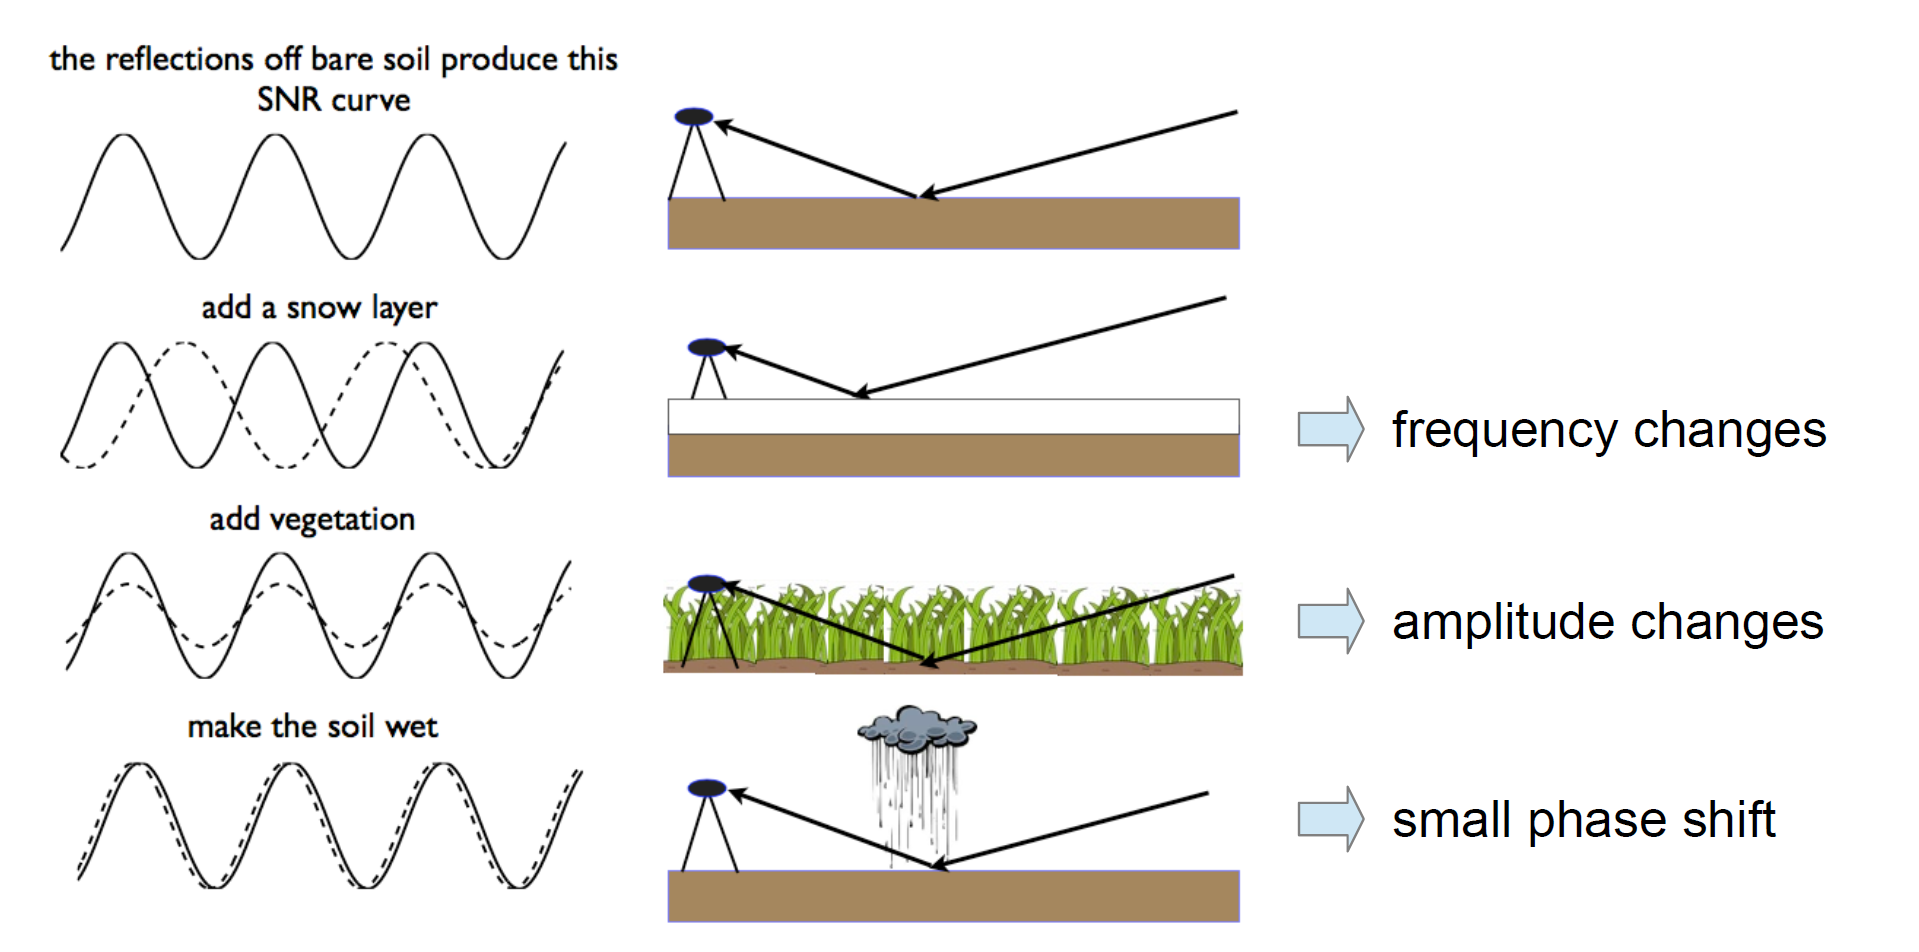 the reflections off bare soil produce this
SNR curve
add a snow layer
frequency changes
add vegetation
amplitude changes
make the soil wet
small phase shift